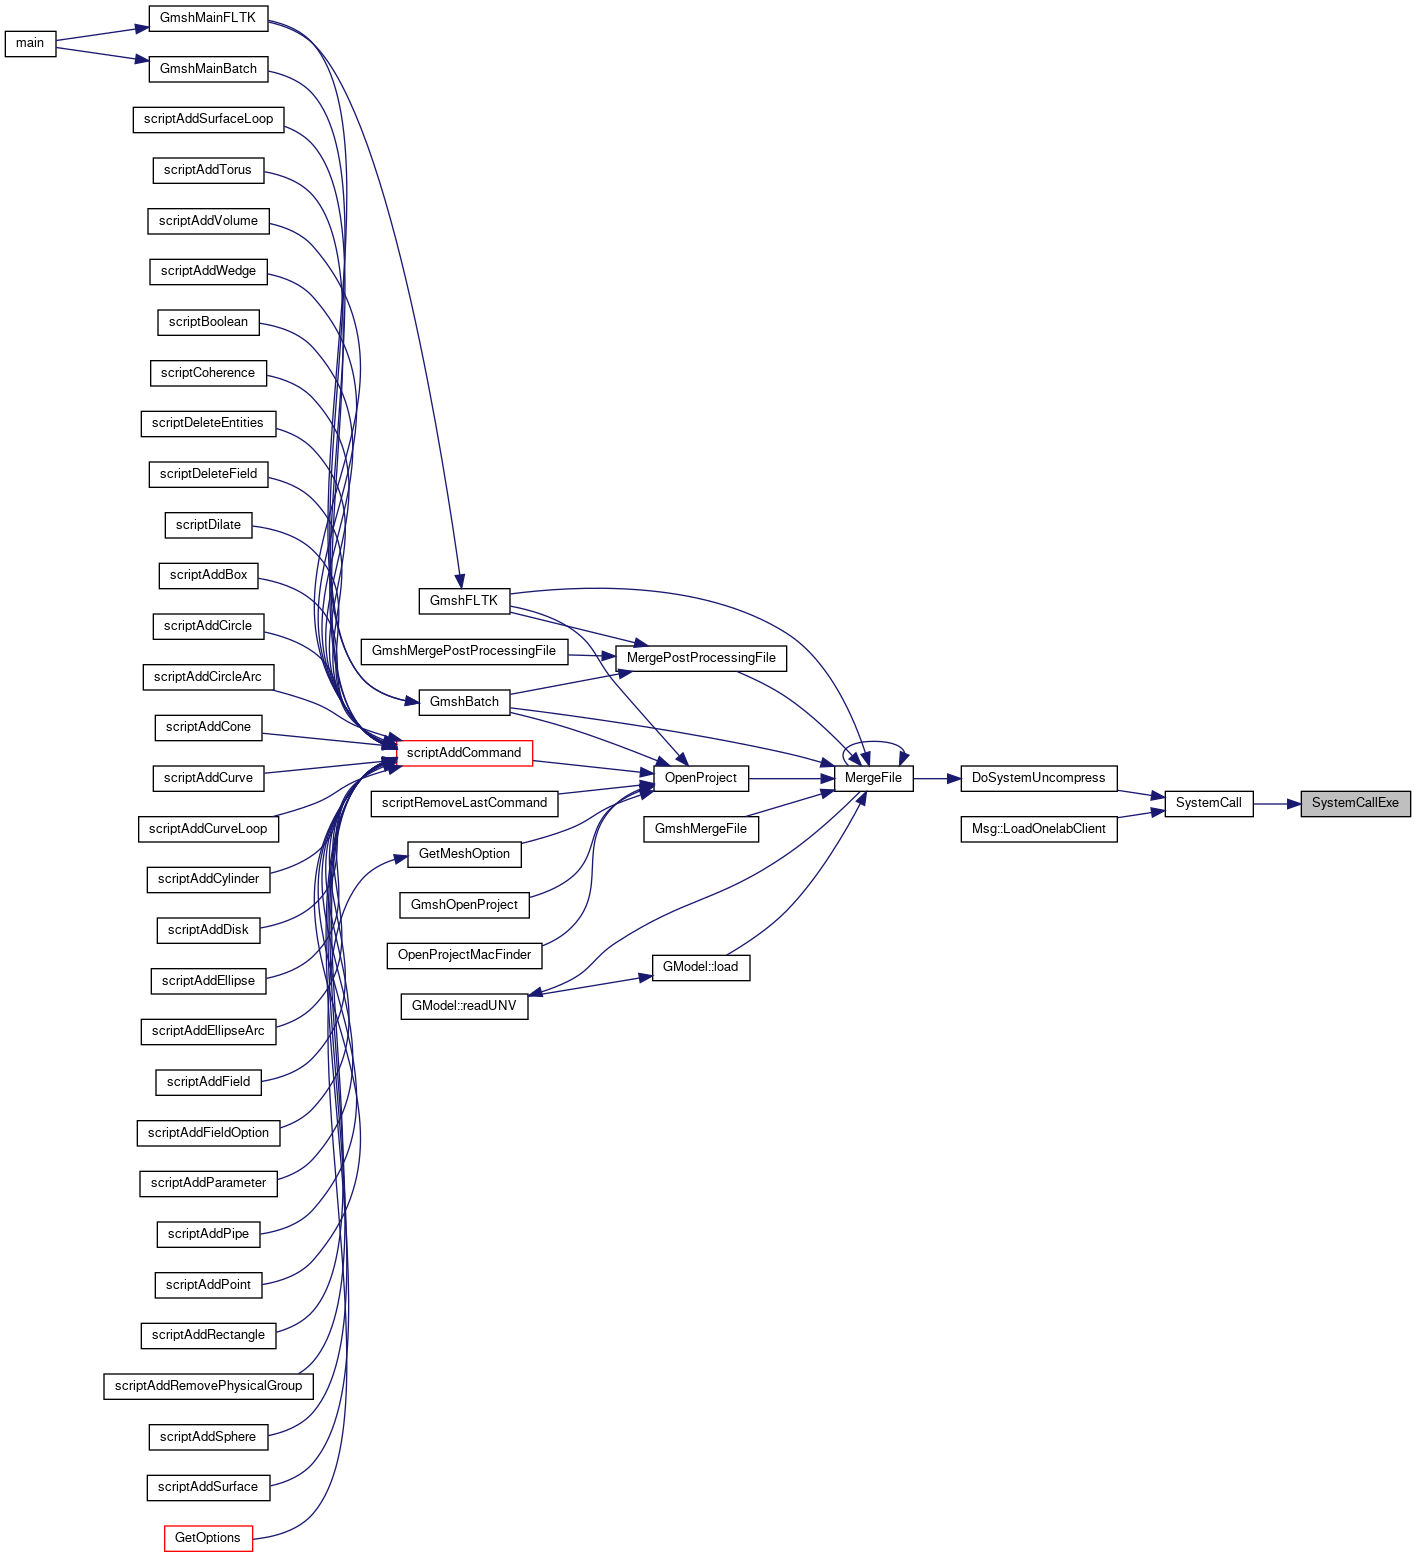 main
GmshMainFLTK
GmshMainBatch
scriptAddSurfaceLoop
scriptAddTorus
scriptAddVolume
scriptAddWedge
scriptBoolean
scriptCoherence
scriptDeleteEntities
scriptDeleteField
scriptDilate
scriptAddBox
scriptAddCircle
scriptAddCircleArc
scriptAddCone
scriptAddCurve
scriptAddCurveLoop
scriptAddCylinder
scriptAddDisk
scriptAddEllipse
scriptAddEllipseArc
scriptAddField
scriptAddFieldOption
scriptAddParameter
scriptAddPipe
scriptAddPoint
scriptAddRectangle
scriptAddRemovePhysicalGroup
scriptAddSphere
scriptAddSurface
GetOptions
GmshFLTK
GmshMergePostProcessingFile
GmshBatch
scriptAddCommand
scriptRemoveLastCommand
GetMeshOption
GmshOpenProject
OpenProjectMacFinder
GModel::readUNV
MergePostProcessingFile
OpenProject
GmshMergeFile
GModel::load
MergeFile
DoSystemUncompress
Msg::LoadOnelabClient
SystemCall
SystemCallExe